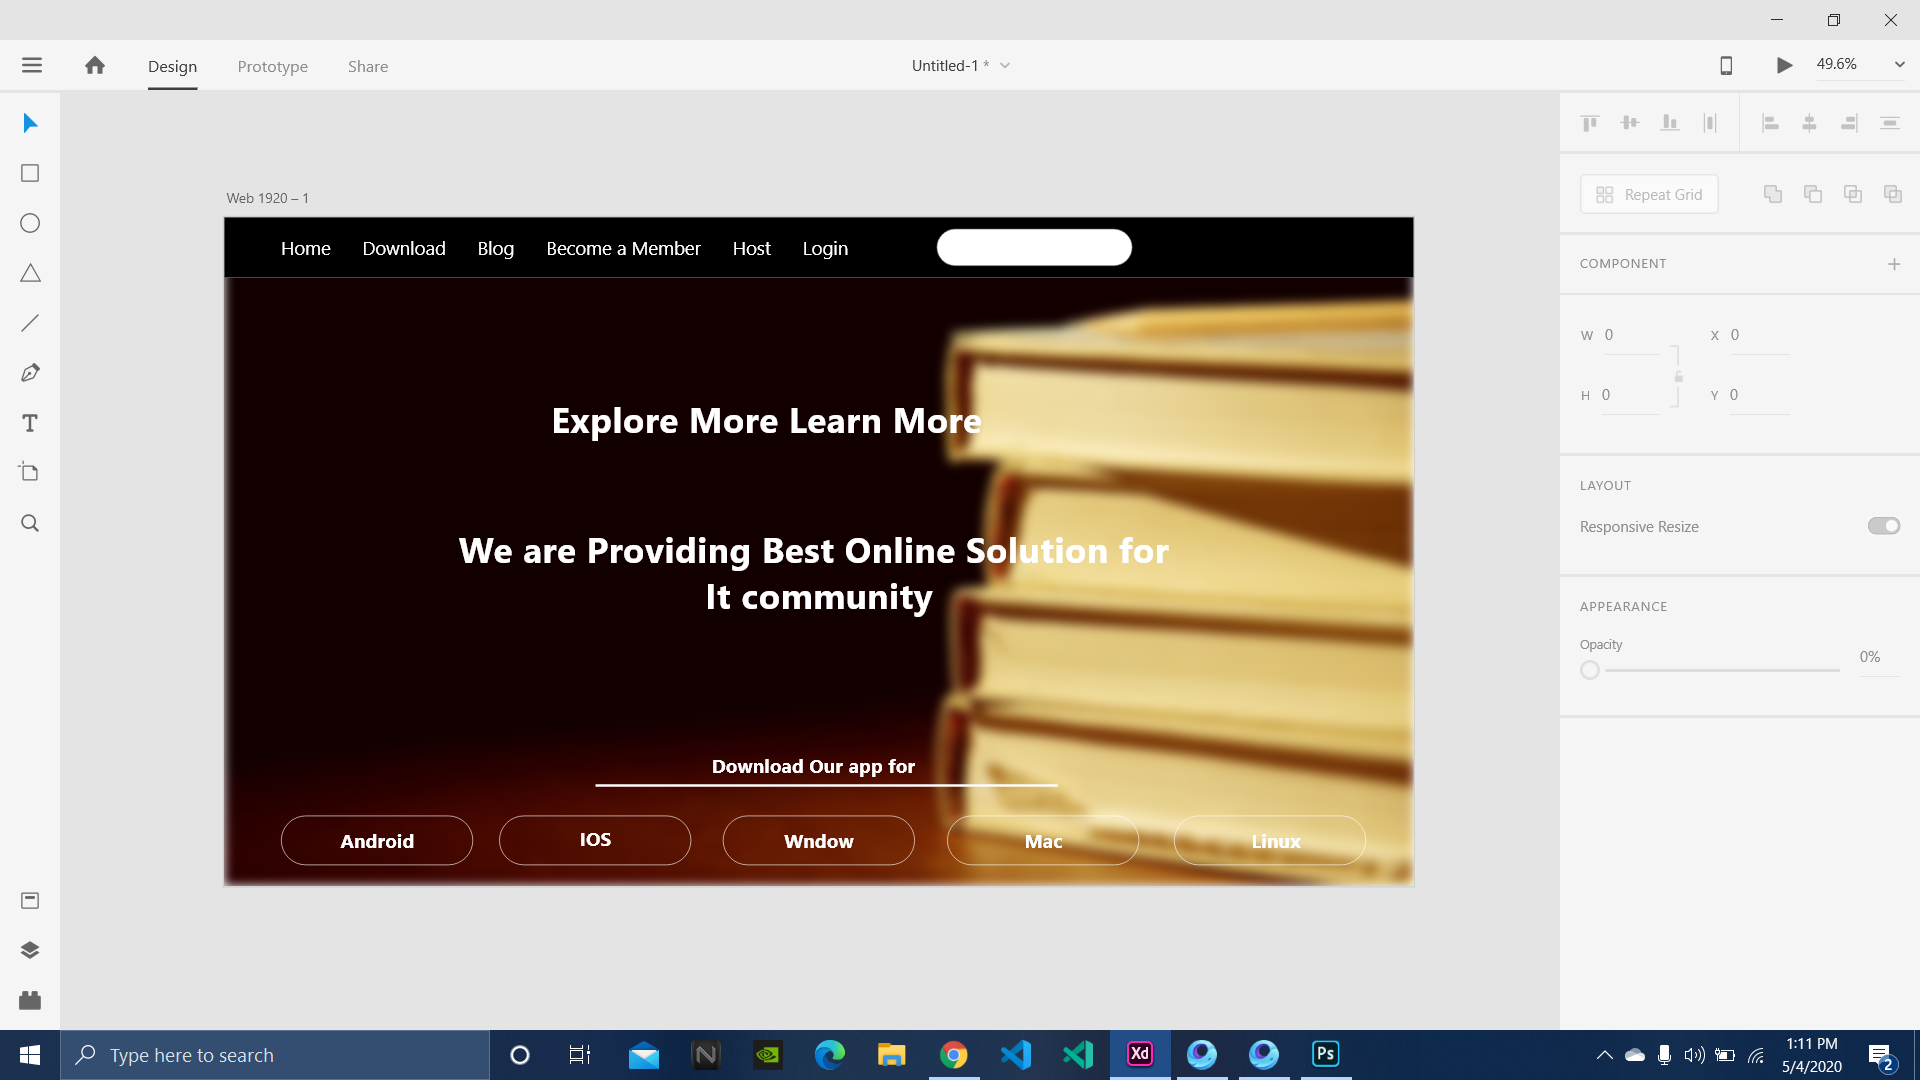 Design
Prototype
Share
Untitled-1 *
49.6%
Web 1920 – 1
Home
Download
Blog
Become a Member
Host
Login
Explore More Learn More
We are Providing Best Online Solution for
It community
Download Our app for
Android
IOS
Wndow
Mac
Linux
Repeat Grid
COMPONENT
W 0
X 0
H 0
Y 0
LAYOUT
Responsive Resize
APPEARANCE
Opacity
0%
Type here to search
N
Xd
Ps
1:11 PM
5/4/2020
2